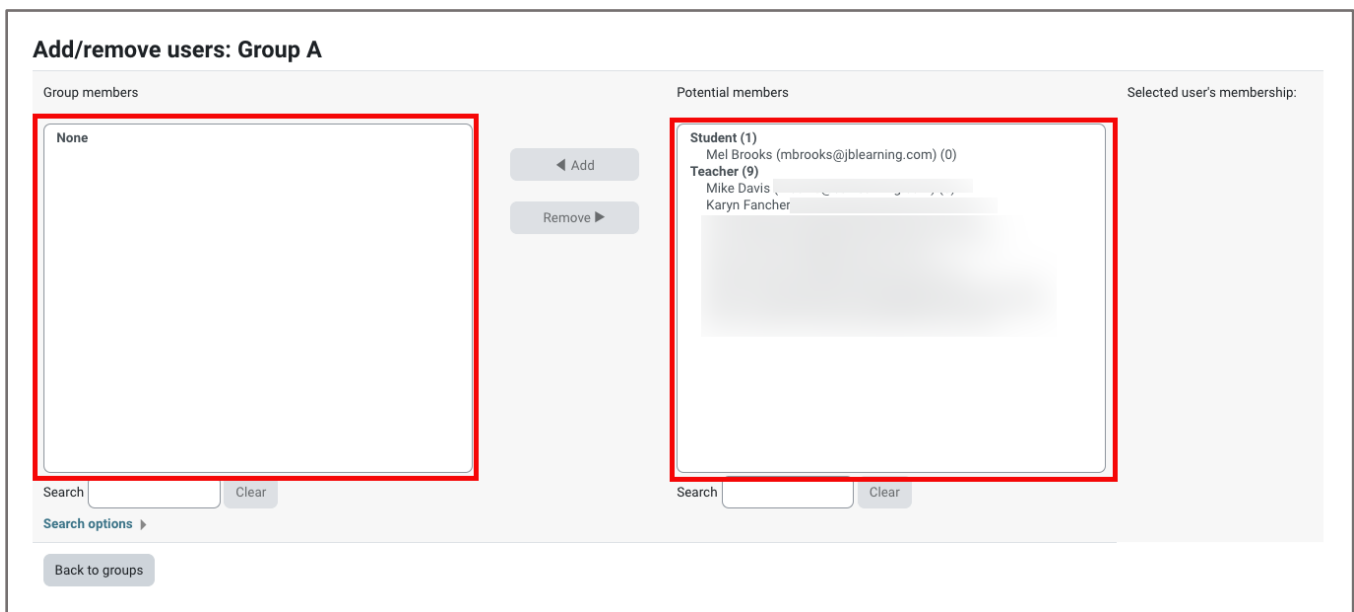 Add/remove users: Group A
Group members
Potential members
Selected user's membership:
None
Student (1)
Mel Brooks (mbrooks@jblearning.com) (0)
Teacher (9)
Mike Davis
Karyn Fancher
◀ Add
Remove ▶
Search
Clear
Search
Clear
Search options
Back to groups